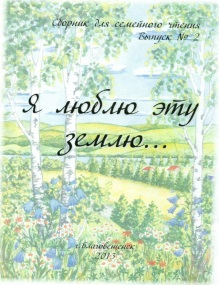 Сборник для семейного чтения
Выпуск № 2
Я люблю эту
землю...
г.Благовещенск
2013